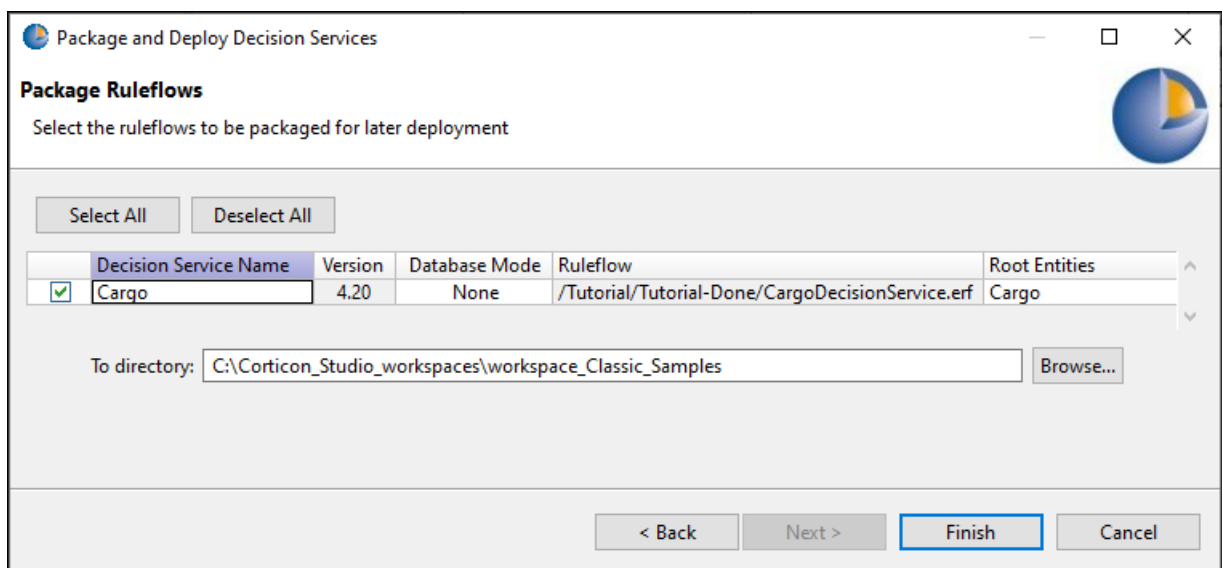 Package and Deploy Decision Services
Package Ruleflows
Select the ruleflows to be packaged for later deployment
Select All Deselect All
Decision Service Name Version Database Mode Ruleflow Root Entities
Cargo 4.20 None /Tutorial/Tutorial-Done/CargoDecisionService.erf Cargo
To directory: C:\Corticon_Studio_workspaces\workspace_Classic_Samples Browse...
< Back Next > Finish Cancel